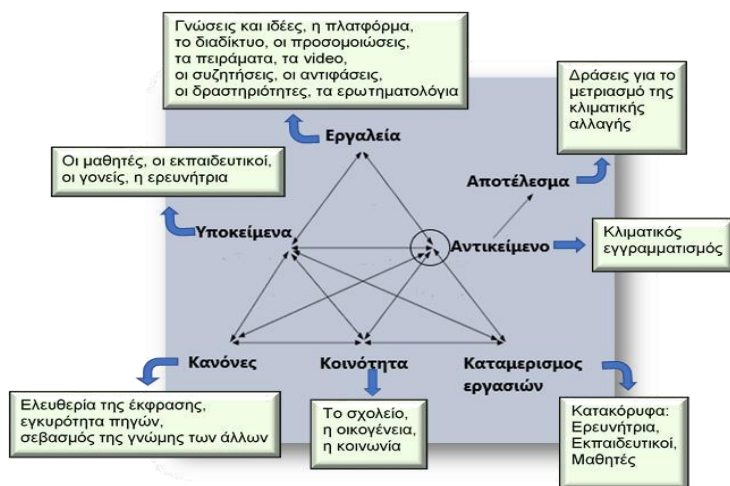 Γνώσεις και ιδέες, η πλατφόρμα,
το διαδίκτυο, οι προσομοιώσεις,
τα πειράματα, τα video,
οι συζητήσεις, οι αντιφάσεις,
οι δραστηριότητες, τα ερωτηματολόγια
Δράσεις για το
μετριασμό της
κλιματικής
αλλαγής
Εργαλεία
Οι μαθητές, οι εκπαιδευτικοί,
οι γονείς, η ερευνήτρια
Αποτέλεσμα
Υποκείμενα
Αντικείμενο
Κλιματικός
εγγραμματισμός
Κανόνες
Κοινότητα
Καταμερισμος
εργασιών
Ελευθερία της έκφρασης,
εγκυρότητα πηγών,
σεβασμός της γνώμης των άλλων
Το σχολείο,
η οικογένεια,
η κοινωνία
Κατακόρυφα:
Ερευνήτρια,
Εκπαιδευτικοί,
Μαθητές